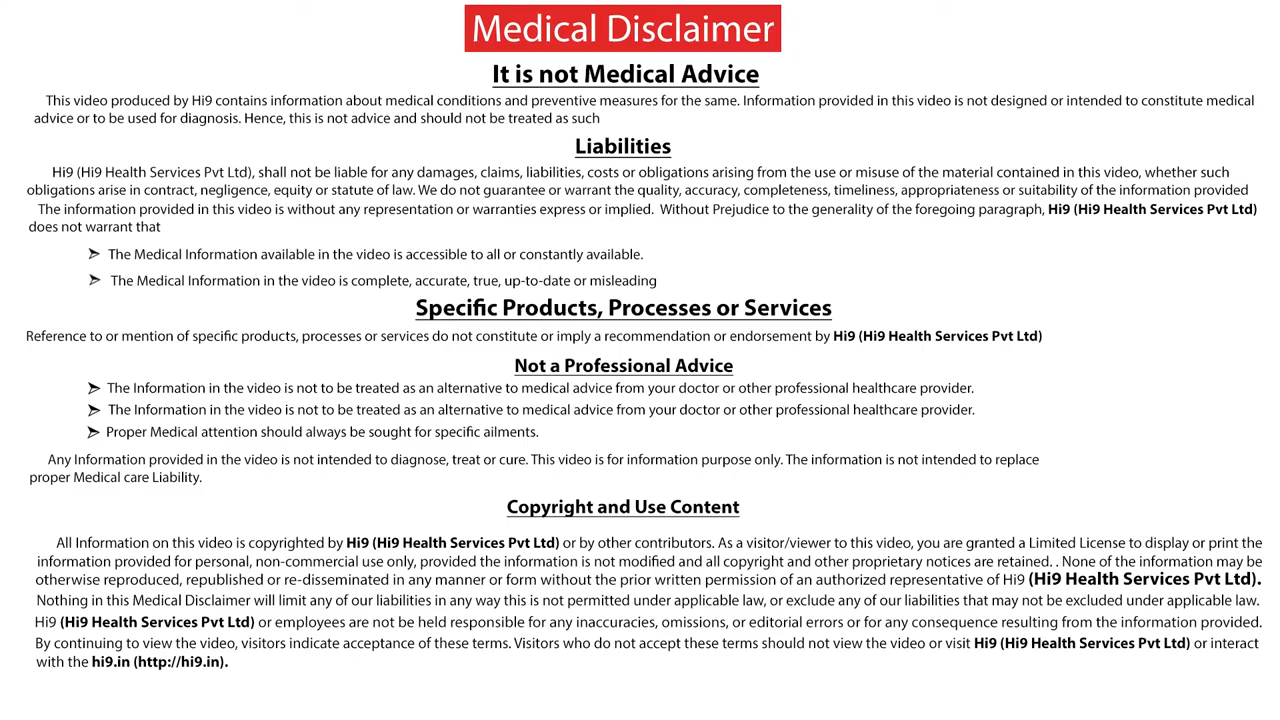 Medical Disclaimer
It is not Medical Advice
This video produced by Hi9 contains information about medical conditions and preventive measures for the same. Information provided in this video is not designed or intended to constitute medical
advice or to be used for diagnosis. Hence, this is not advice and should not be treated as such
Liabilities
Hi9 (Hi9 Health Services Pvt Ltd), shall not be liable for any damages, claims, liabilities, costs or obligations arising from the use or misuse of the material contained in this video, whether such
obligations arise in contract, negligence, equity or statute of law. We do not guarantee or warrant the quality, accuracy, completeness, timeliness, appropriateness or suitability of the information provided
The information provided in this video is without any representation or warranties express or implied. Without Prejudice to the generality of the foregoing paragraph, Hi9 (Hi9 Health Services Pvt Ltd)
does not warrant that
➢ The Medical Information available in the video is accessible to all or constantly available.
➢ The Medical Information in the video is complete, accurate, true, up-to-date or misleading
Specific Products, Processes or Services
Reference to or mention of specific products, processes or services do not constitute or imply a recommendation or endorsement by Hi9 (Hi9 Health Services Pvt Ltd)
Not a Professional Advice
➢ The Information in the video is not to be treated as an alternative to medical advice from your doctor or other professional healthcare provider.
➢ The Information in the video is not to be treated as an alternative to medical advice from your doctor or other professional healthcare provider.
➢ Proper Medical attention should always be sought for specific ailments.
Any Information provided in the video is not intended to diagnose, treat or cure. This video is for information purpose only. The information is not intended to replace
proper Medical care Liability.
Copyright and Use Content
All Information on this video is copyrighted by Hi9 (Hi9 Health Services Pvt Ltd) or by other contributors. As a visitor/viewer to this video, you are granted a Limited License to display or print the
information provided for personal, non-commercial use only, provided the information is not modified and all copyright and other proprietary notices are retained. . None of the information may be
otherwise reproduced, republished or re-disseminated in any manner or form without the prior written permission of an authorized representative of Hi9 (Hi9 Health Services Pvt Ltd).
Nothing in this Medical Disclaimer will limit any of our liabilities in any way this is not permitted under applicable law, or exclude any of our liabilities that may not be excluded under applicable law.
Hi9 (Hi9 Health Services Pvt Ltd) or employees are not be held responsible for any inaccuracies, omissions, or editorial errors or for any consequence resulting from the information provided.
By continuing to view the video, visitors indicate acceptance of these terms. Visitors who do not accept these terms should not view the video or visit Hi9 (Hi9 Health Services Pvt Ltd) or interact
with the hi9.in (http://hi9.in).